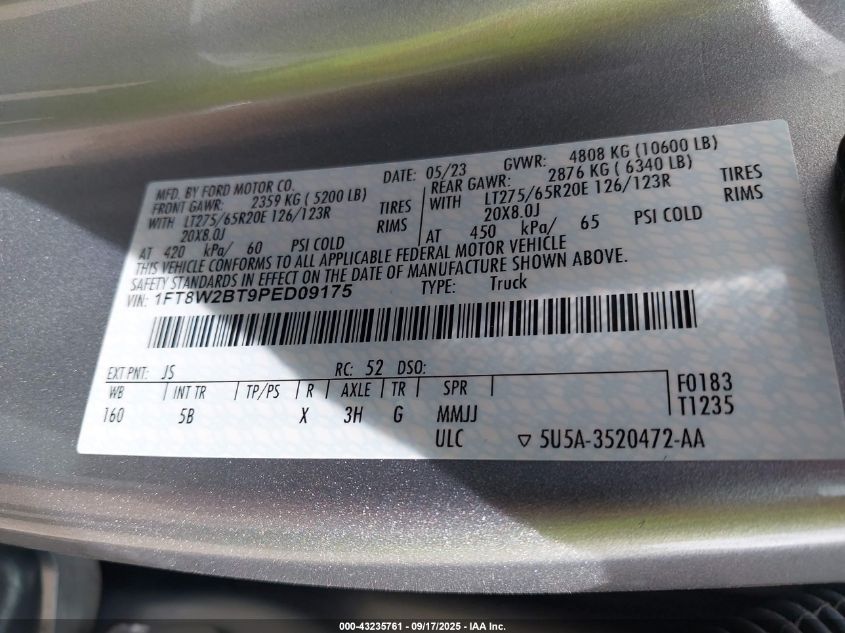 MFD. BY FORD MOTOR CO. DATE: 05/23 GVWR: 4808 KG (10600 LB)
FRONT GAWR: 2359 KG ( 5200 LB) REAR GAWR: 2876 KG ( 6340 LB)
WITH LT275/65R20E 126/123R TIRES WITH LT275/65R20E 126/123R TIRES
20X8.0J RIMS 20X8.0J RIMS
AT 420 kPa/ 60 PSI COLD AT 450 kPa/ 65 PSI COLD
THIS VEHICLE CONFORMS TO ALL APPLICABLE FEDERAL MOTOR VEHICLE
SAFETY STANDARDS IN EFFECT ON THE DATE OF MANUFACTURE SHOWN ABOVE.
VIN: 1FT8W2BT9PED09175 TYPE: Truck
EXT PNT: JS RC: 52 DSO:
WB INT TR TP/PS R AXLE TR SPR F0183
160 5B X 3H G MMJJ T1235
ULC ▽ 5U5A-3520472-AA
000-43235761 - 09/17/2025 - IAA Inc.